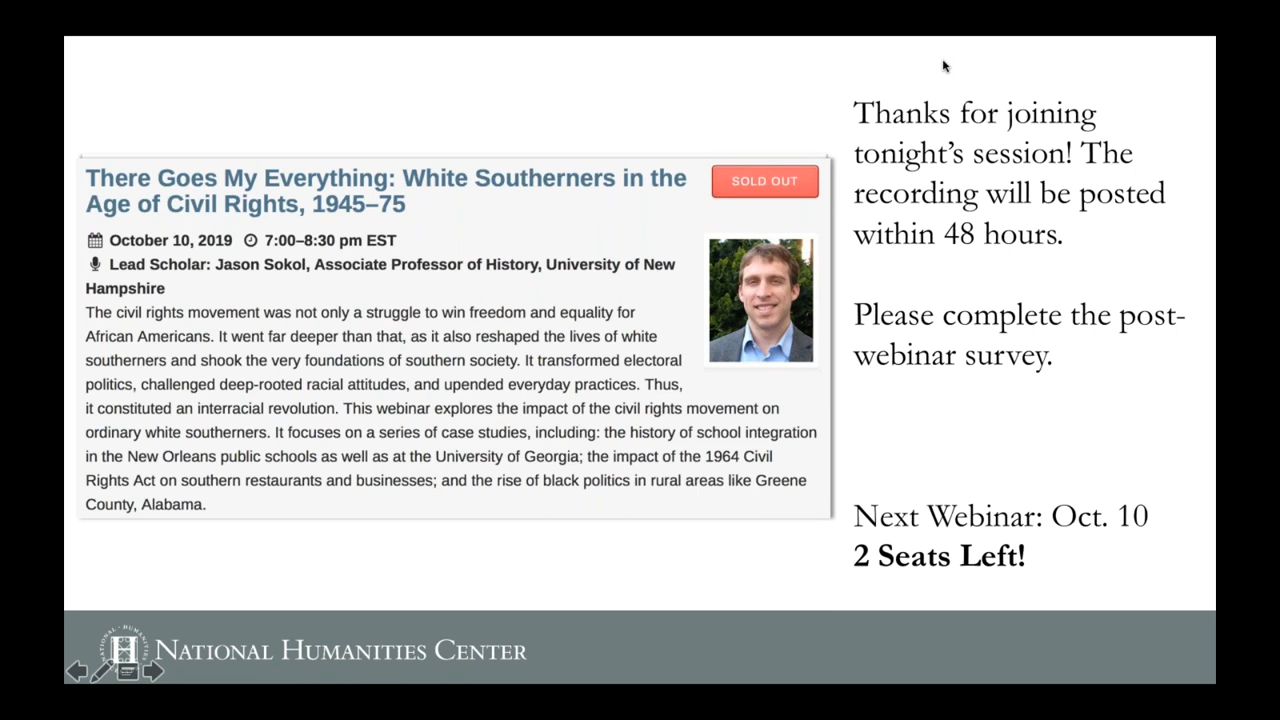 There Goes My Everything: White Southerners in the
Age of Civil Rights, 1945–75
SOLD OUT
October 10, 2019 7:00–8:30 pm EST
Lead Scholar: Jason Sokol, Associate Professor of History, University of New
Hampshire
The civil rights movement was not only a struggle to win freedom and equality for
African Americans. It went far deeper than that, as it also reshaped the lives of white
southerners and shook the very foundations of southern society. It transformed electoral
politics, challenged deep-rooted racial attitudes, and upended everyday practices. Thus,
it constituted an interracial revolution. This webinar explores the impact of the civil rights movement on
ordinary white southerners. It focuses on a series of case studies, including: the history of school integration
in the New Orleans public schools as well as at the University of Georgia; the impact of the 1964 Civil
Rights Act on southern restaurants and businesses; and the rise of black politics in rural areas like Greene
County, Alabama.
Thanks for joining
tonight's session! The
recording will be posted
within 48 hours.
Please complete the post-
webinar survey.
Next Webinar: Oct. 10
2 Seats Left!
NATIONAL HUMANITIES CENTER